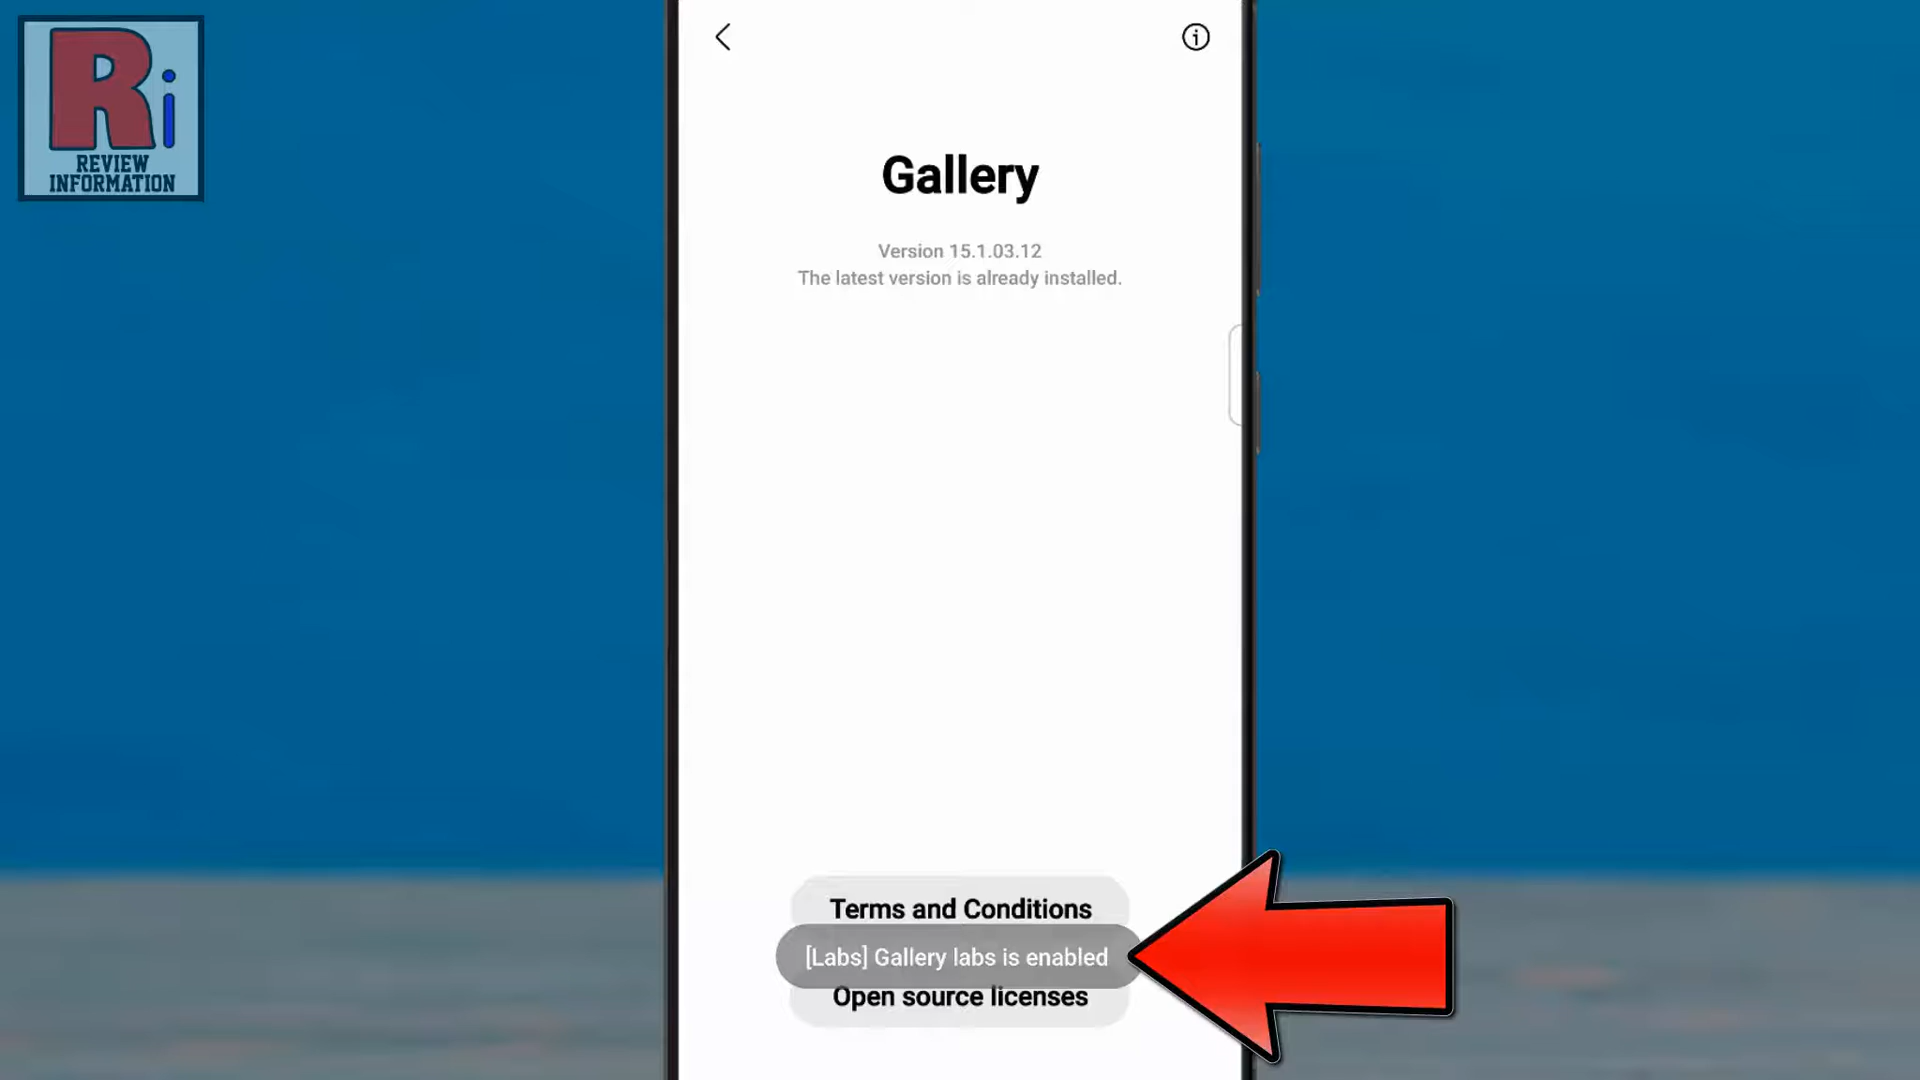 Ri
REVIEW
INFORMATION
Gallery
Version 15.1.03.12
The latest version is already installed.
Terms and Conditions
[Labs] Gallery labs is enabled
Open source licenses